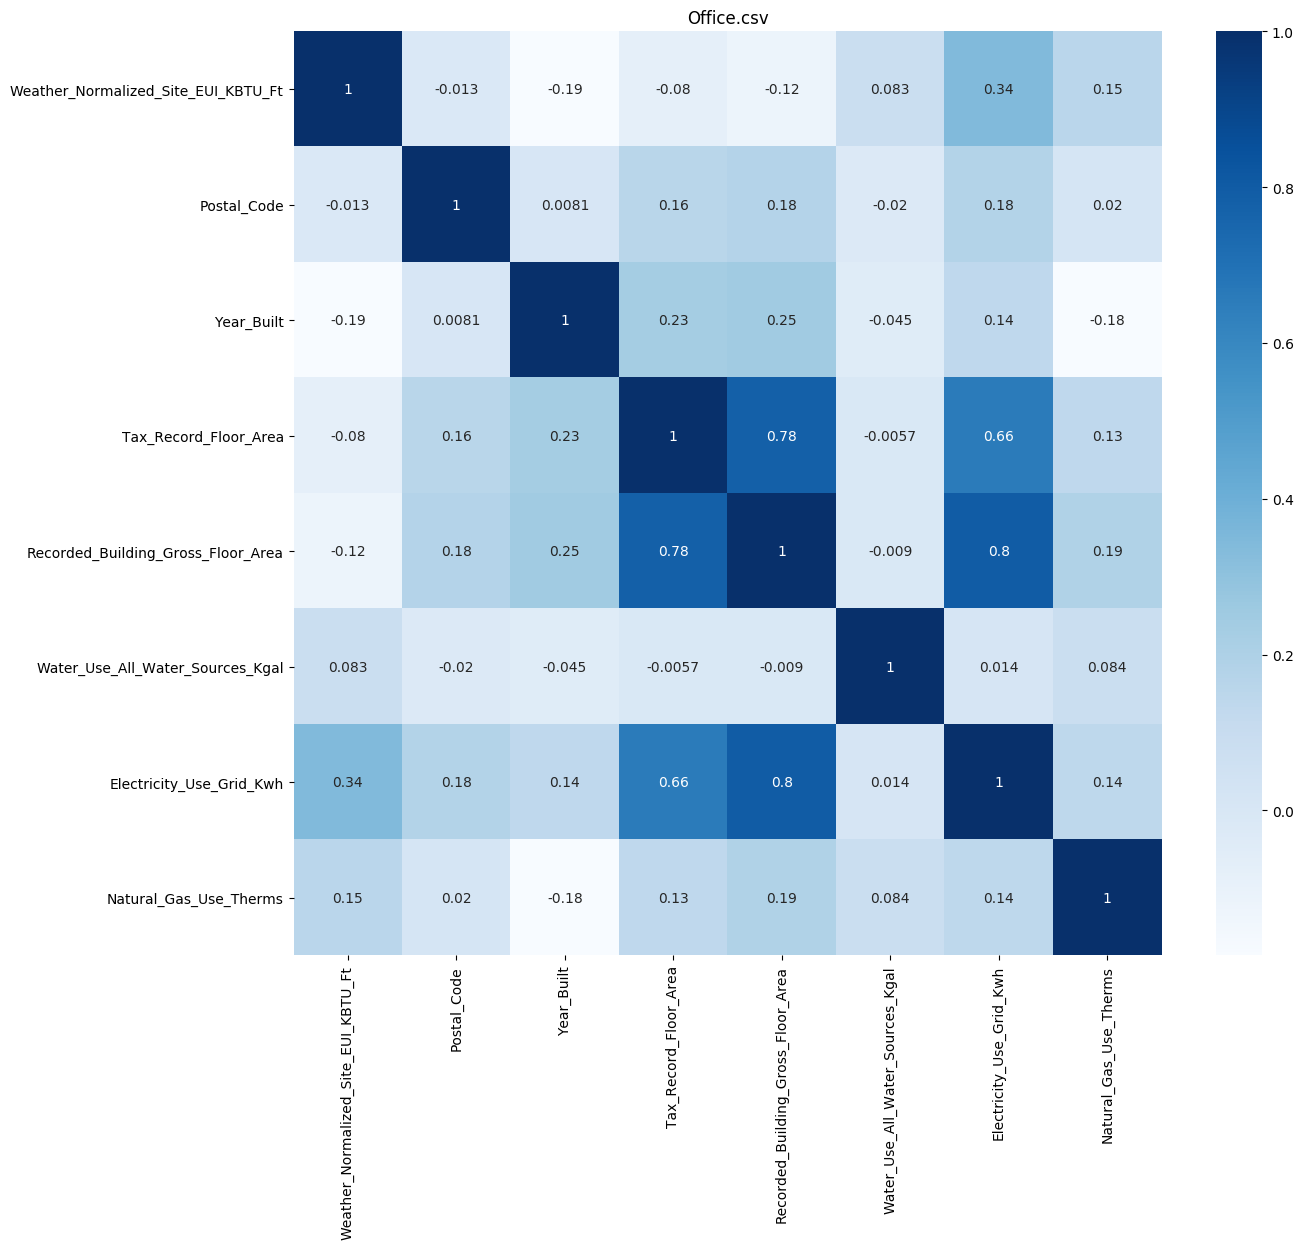 Office.csv
Weather_Normalized_Site_EUI_KBTU_Ft 1 -0.013 -0.19 -0.08 -0.12 0.083 0.34 0.15
Postal_Code -0.013 1 0.0081 0.16 0.18 -0.02 0.18 0.02
Year_Built -0.19 0.0081 1 0.23 0.25 -0.045 0.14 -0.18
Tax_Record_Floor_Area -0.08 0.16 0.23 1 0.78 -0.0057 0.66 0.13
Recorded_Building_Gross_Floor_Area -0.12 0.18 0.25 0.78 1 -0.009 0.8 0.19
Water_Use_All_Water_Sources_Kgal 0.083 -0.02 -0.045 -0.0057 -0.009 1 0.014 0.084
Electricity_Use_Grid_Kwh 0.34 0.18 0.14 0.66 0.8 0.014 1 0.14
Natural_Gas_Use_Therms 0.15 0.02 -0.18 0.13 0.19 0.084 0.14 1
Weather_Normalized_Site_EUI_KBTU_Ft
Postal_Code
Year_Built
Tax_Record_Floor_Area
Recorded_Building_Gross_Floor_Area
Water_Use_All_Water_Sources_Kgal
Electricity_Use_Grid_Kwh
Natural_Gas_Use_Therms
1.0
0.8
0.6
0.4
0.2
0.0